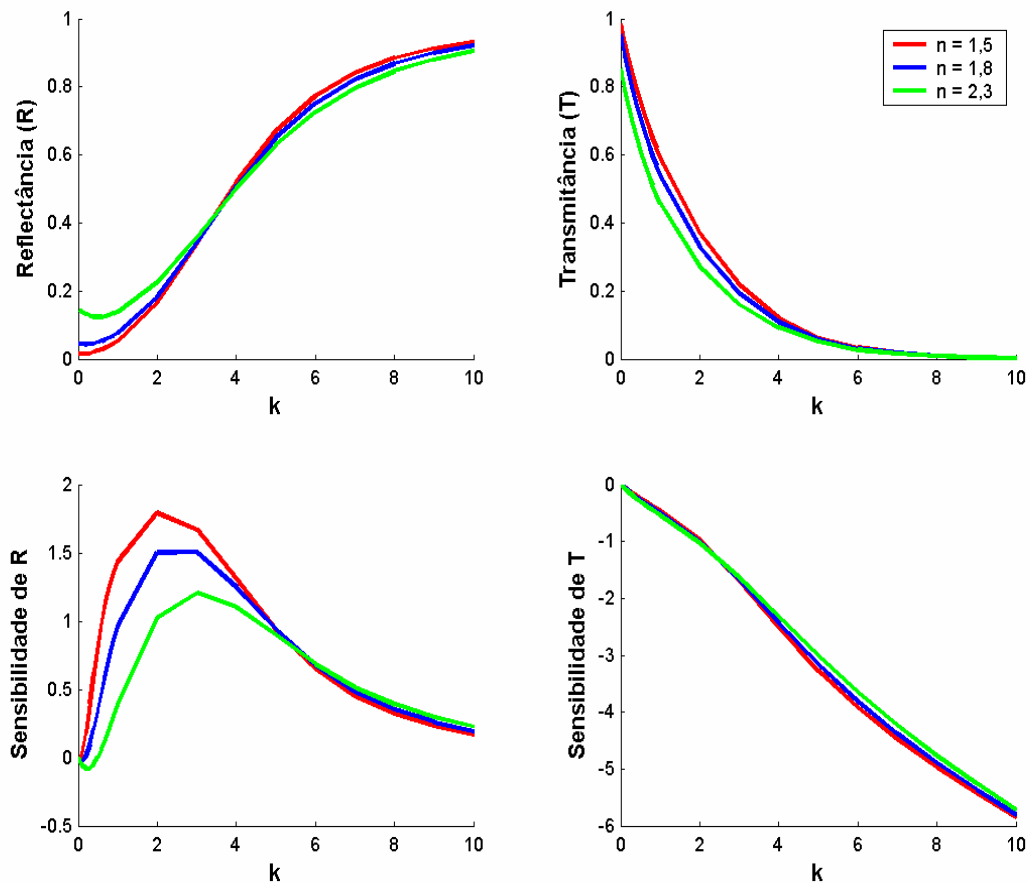 Reflectância (R)
1
0.8
0.6
0.4
0.2
0
0 2 4 6 8 10
k
Transmitância (T)
1
0.8
0.6
0.4
0.2
0
0 2 4 6 8 10
k
n = 1,5
n = 1,8
n = 2,3
Sensibilidade de R
2
1.5
1
0.5
0
-0.5
0 2 4 6 8 10
k
Sensibilidade de T
0
-1
-2
-3
-4
-5
-6
0 2 4 6 8 10
k